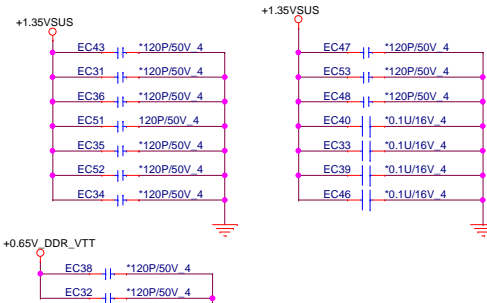 +1.35VSUS
EC43 *120P/50V_4
EC31 *120P/50V_4
EC36 *120P/50V_4
EC51 120P/50V_4
EC35 *120P/50V_4
EC52 *120P/50V_4
EC34 *120P/50V_4
+1.35VSUS
EC47 *120P/50V_4
EC53 *120P/50V_4
EC48 *120P/50V_4
EC40 *0.1U/16V_4
EC33 *0.1U/16V_4
EC39 *0.1U/16V_4
EC46 *0.1U/16V_4
+0.65V_DDR_VTT
EC38 *120P/50V_4
EC32 *120P/50V_4